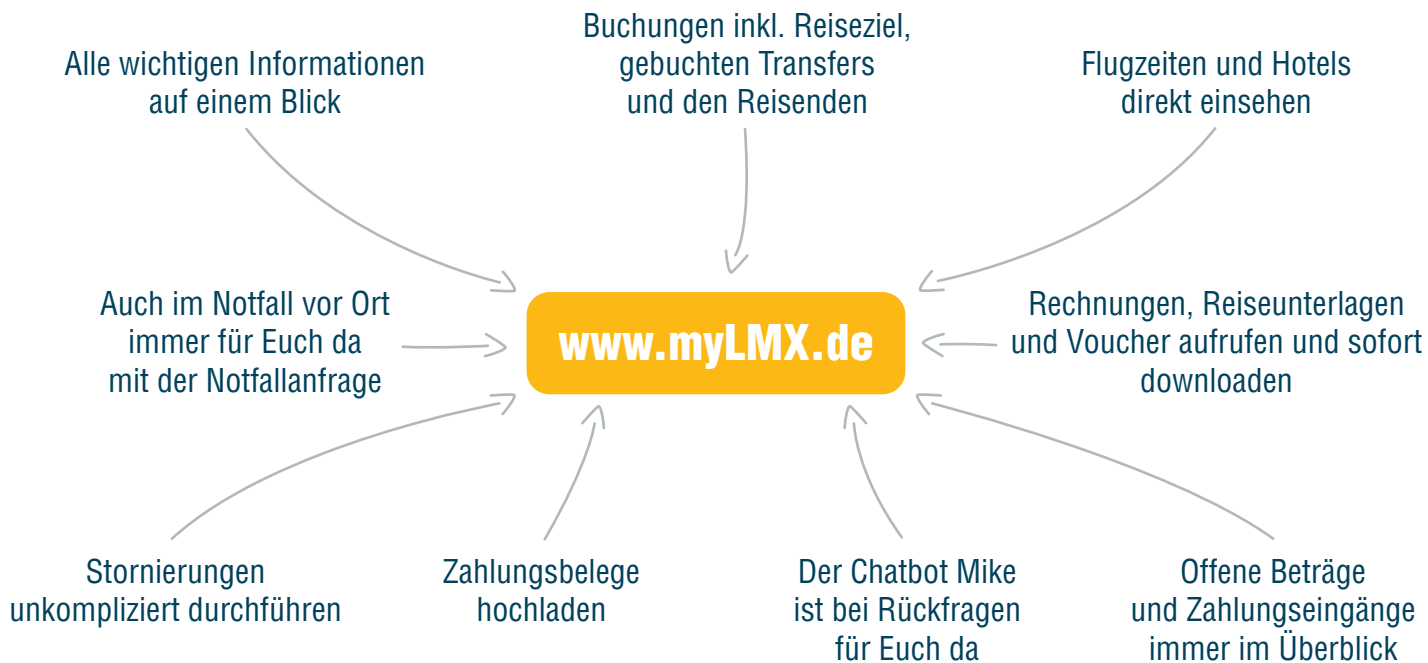 Alle wichtigen Informationen
auf einem Blick
Buchungen inkl. Reiseziel,
gebuchten Transfers
und den Reisenden
Flugzeiten und Hotels
direkt einsehen
Auch im Notfall vor Ort
immer für Euch da
mit der Notfallanfrage
www.myLMX.de
Rechnungen, Reiseunterlagen
und Voucher aufrufen und sofort
downloaden
Stornierungen
unkompliziert durchführen
Zahlungsbelege
hochladen
Der Chatbot Mike
ist bei Rückfragen
für Euch da
Offene Beträge
und Zahlungseingänge
immer im Überblick